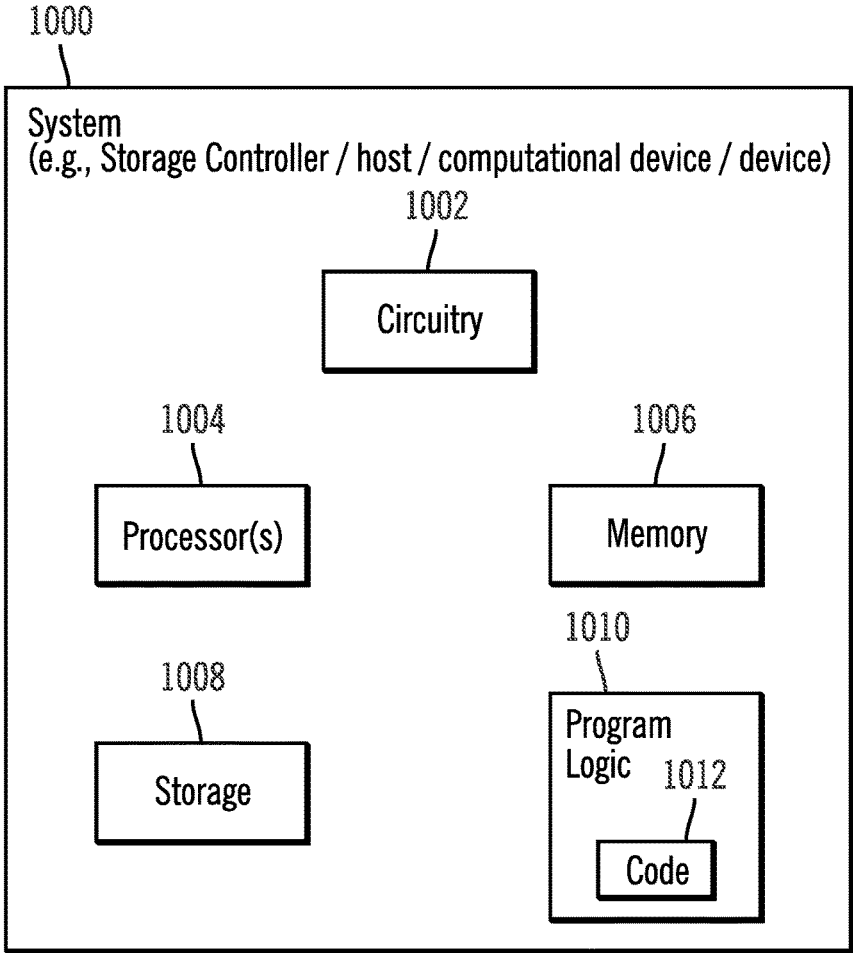 1000
System
(e.g., Storage Controller / host / computational device / device)
1002
Circuitry
1004
1006
Processor(s)
Memory
1008
1010
Storage
Program
Logic
1012
Code